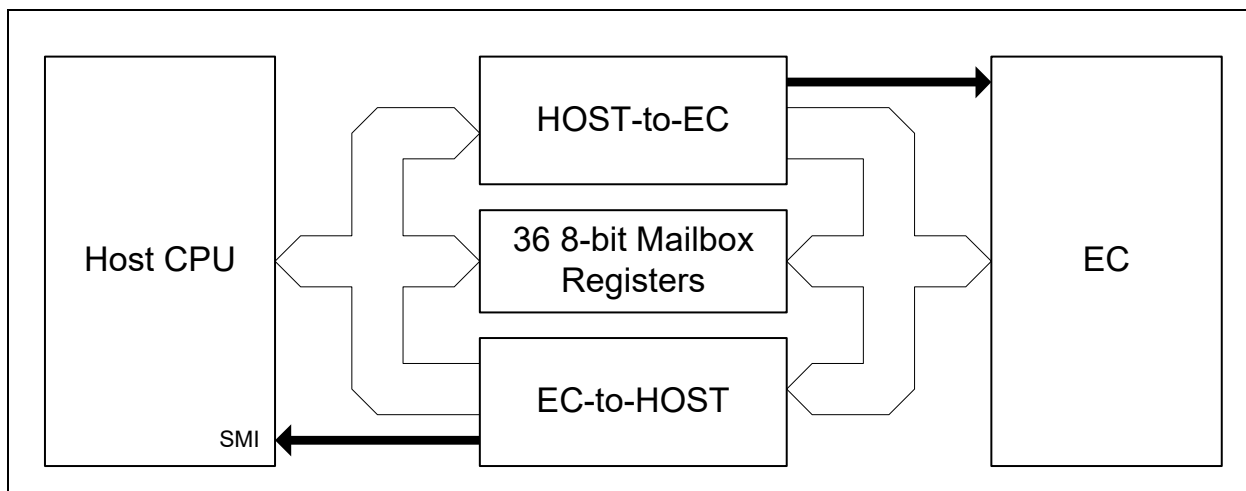 HOST-to-EC
Host CPU
36 8-bit Mailbox
Registers
EC
EC-to-HOST
SMI